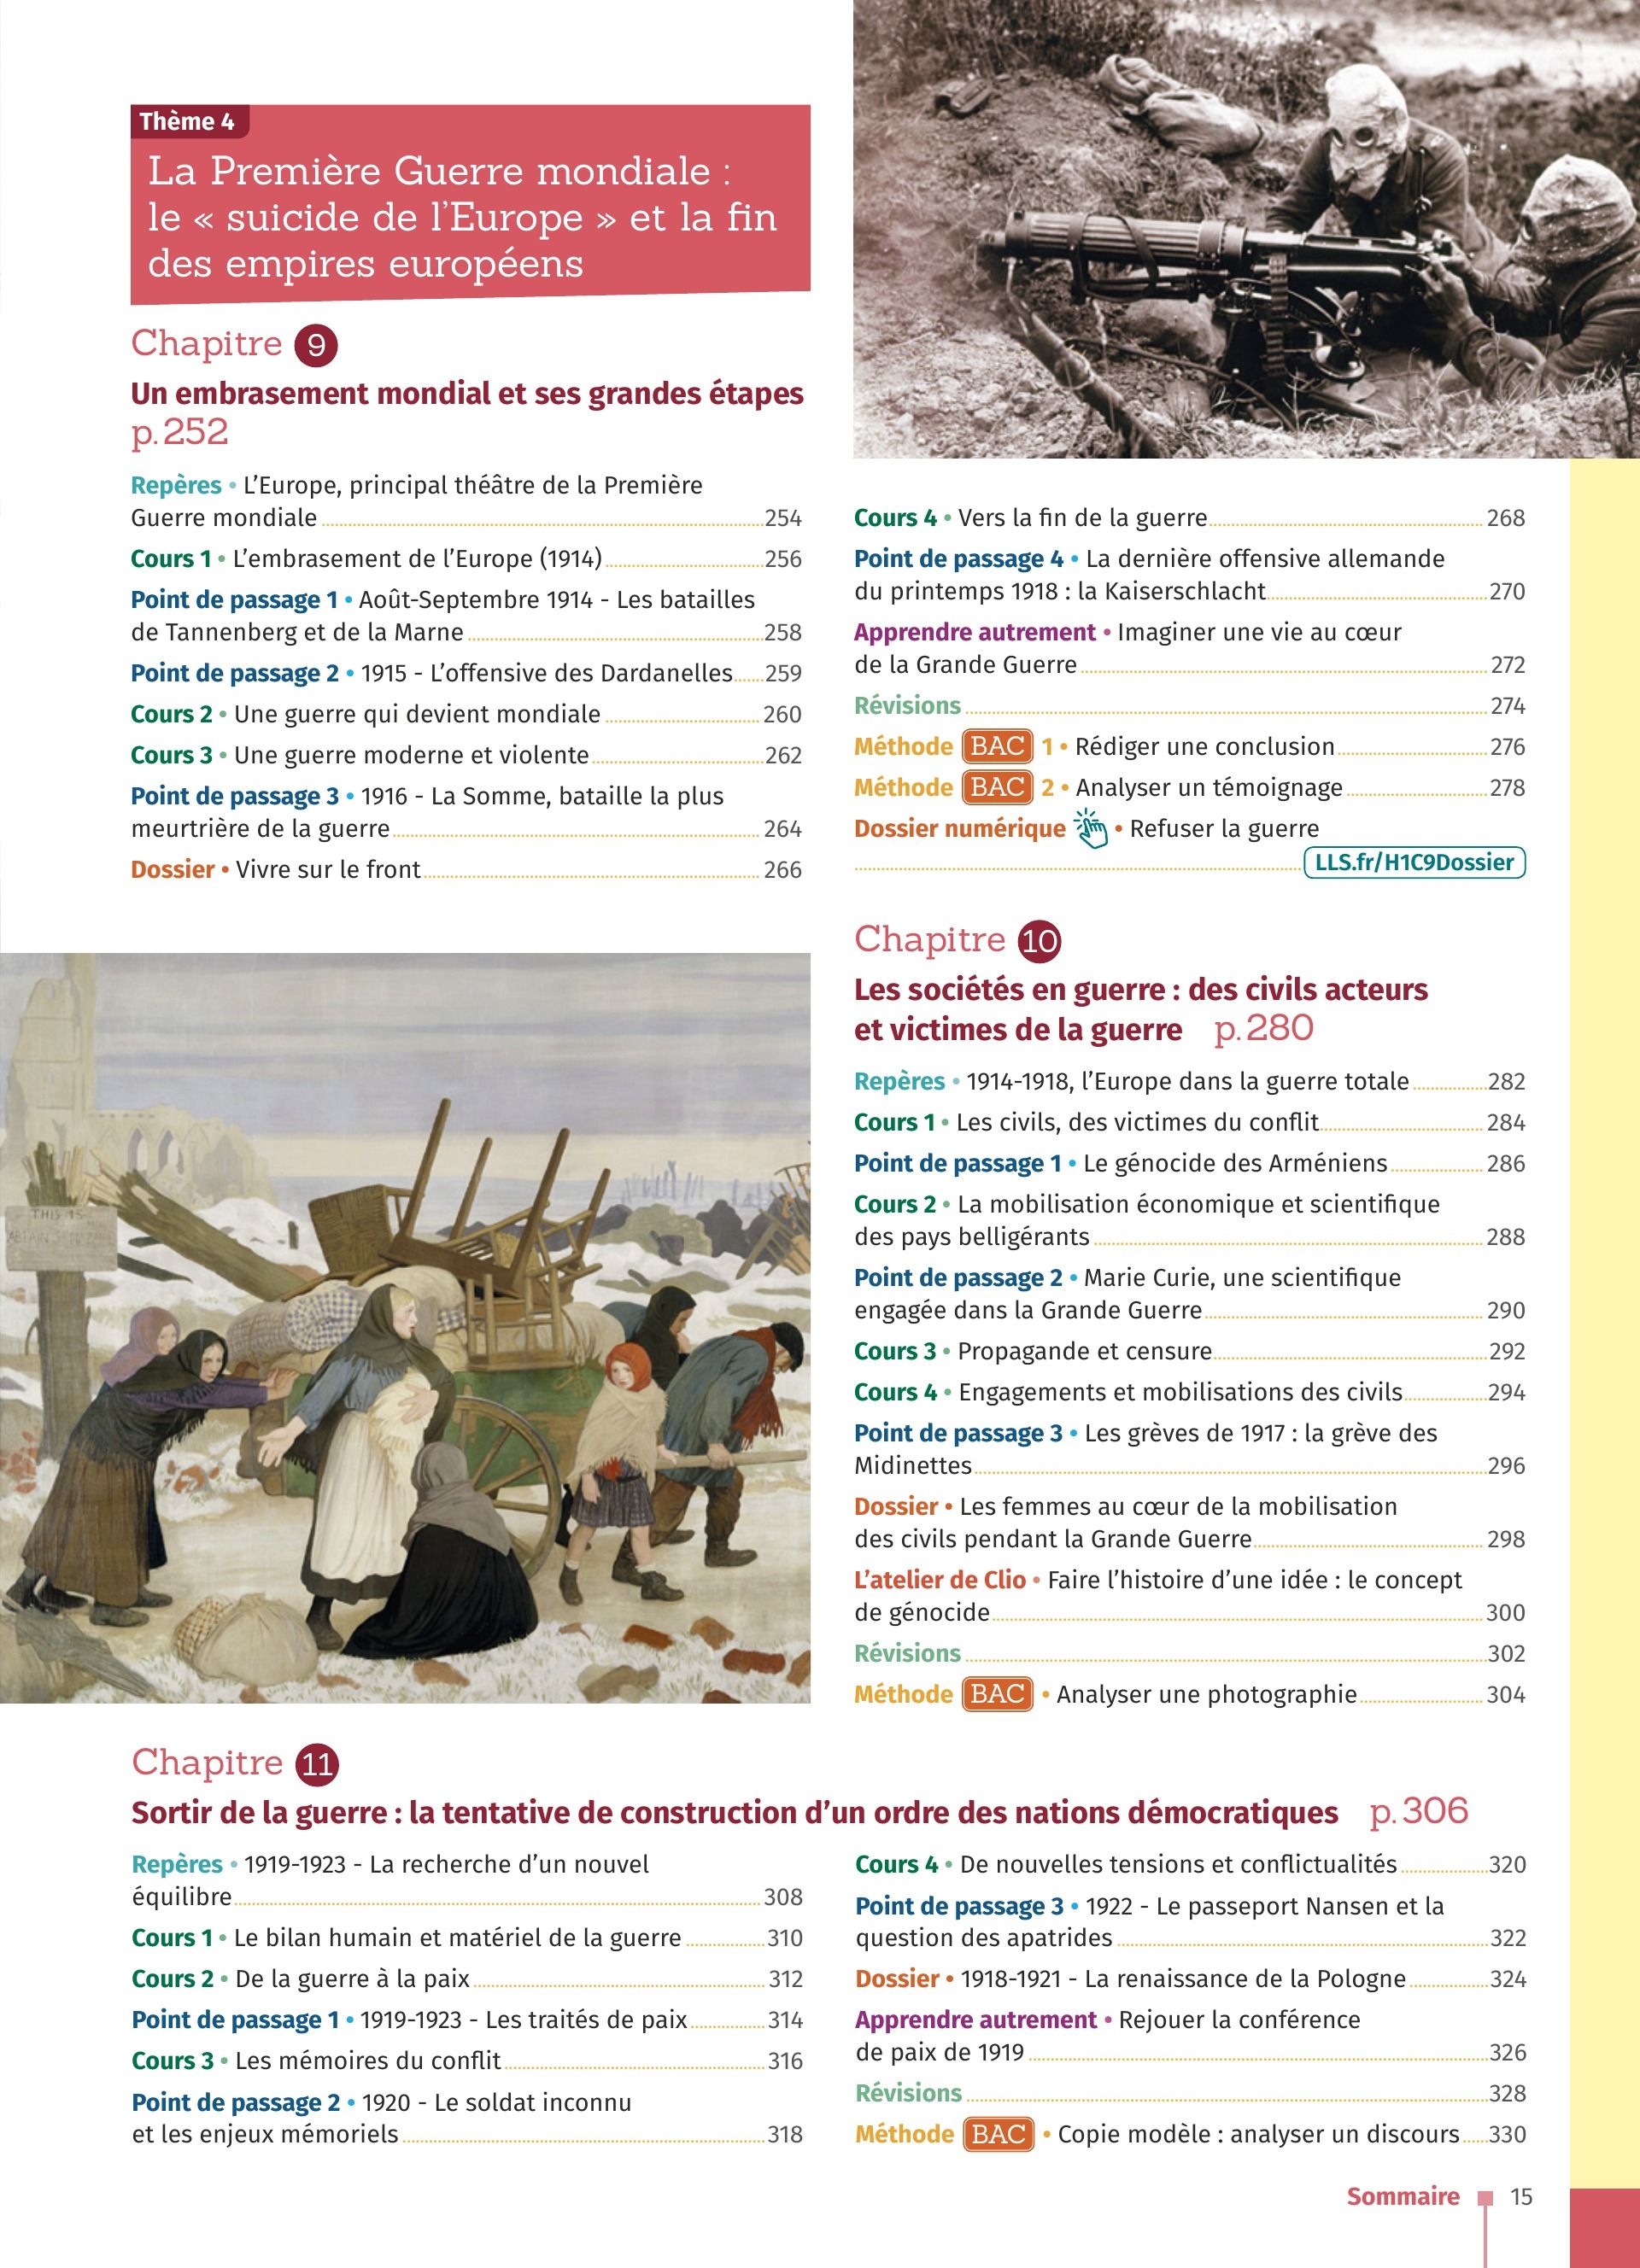 Thème 4
La Première Guerre mondiale :
le « suicide de l'Europe » et la fin
des empires européens
Chapitre 9
Un embrasement mondial et ses grandes étapes
p. 252
Repères • L'Europe, principal théâtre de la Première
Guerre mondiale 254
Cours 1 • L'embrasement de l'Europe (1914) 256
Point de passage 1 • Août-Septembre 1914 - Les batailles
de Tannenberg et de la Marne 258
Point de passage 2 • 1915 - L'offensive des Dardanelles 259
Cours 2 • Une guerre qui devient mondiale 260
Cours 3 • Une guerre moderne et violente 262
Point de passage 3 • 1916 - La Somme, bataille la plus
meurtrière de la guerre 264
Dossier • Vivre sur le front 266
Cours 4 • Vers la fin de la guerre 268
Point de passage 4 • La dernière offensive allemande
du printemps 1918 : la Kaiserschlacht 270
Apprendre autrement • Imaginer une vie au cœur
de la Grande Guerre 272
Révisions 274
Méthode BAC 1 • Rédiger une conclusion 276
Méthode BAC 2 • Analyser un témoignage 278
Dossier numérique • Refuser la guerre
LLS.fr/H1C9Dossier
THIS IS
Chapitre 10
Les sociétés en guerre : des civils acteurs
et victimes de la guerre p. 280
Repères • 1914-1918, l'Europe dans la guerre totale 282
Cours 1 • Les civils, des victimes du conflit 284
Point de passage 1 • Le génocide des Arméniens 286
Cours 2 • La mobilisation économique et scientifique
des pays belligérants 288
Point de passage 2 • Marie Curie, une scientifique
engagée dans la Grande Guerre 290
Cours 3 • Propagande et censure 292
Cours 4 • Engagements et mobilisations des civils 294
Point de passage 3 • Les grèves de 1917 : la grève des
Midinettes 296
Dossier • Les femmes au cœur de la mobilisation
des civils pendant la Grande Guerre 298
L'atelier de Clio • Faire l'histoire d'une idée : le concept
de génocide 300
Révisions 302
Méthode BAC • Analyser une photographie 304
Chapitre 11
Sortir de la guerre : la tentative de construction d'un ordre des nations démocratiques p. 306
Repères • 1919-1923 - La recherche d'un nouvel
équilibre 308
Cours 1 • Le bilan humain et matériel de la guerre 310
Cours 2 • De la guerre à la paix 312
Point de passage 1 • 1919-1923 - Les traités de paix 314
Cours 3 • Les mémoires du conflit 316
Point de passage 2 • 1920 - Le soldat inconnu
et les enjeux mémoriels 318
Cours 4 • De nouvelles tensions et conflictualités 320
Point de passage 3 • 1922 - Le passeport Nansen et la
question des apatrides 322
Dossier • 1918-1921 - La renaissance de la Pologne 324
Apprendre autrement • Rejouer la conférence
de paix de 1919 326
Révisions 328
Méthode BAC • Copie modèle : analyser un discours 330
Sommaire 15